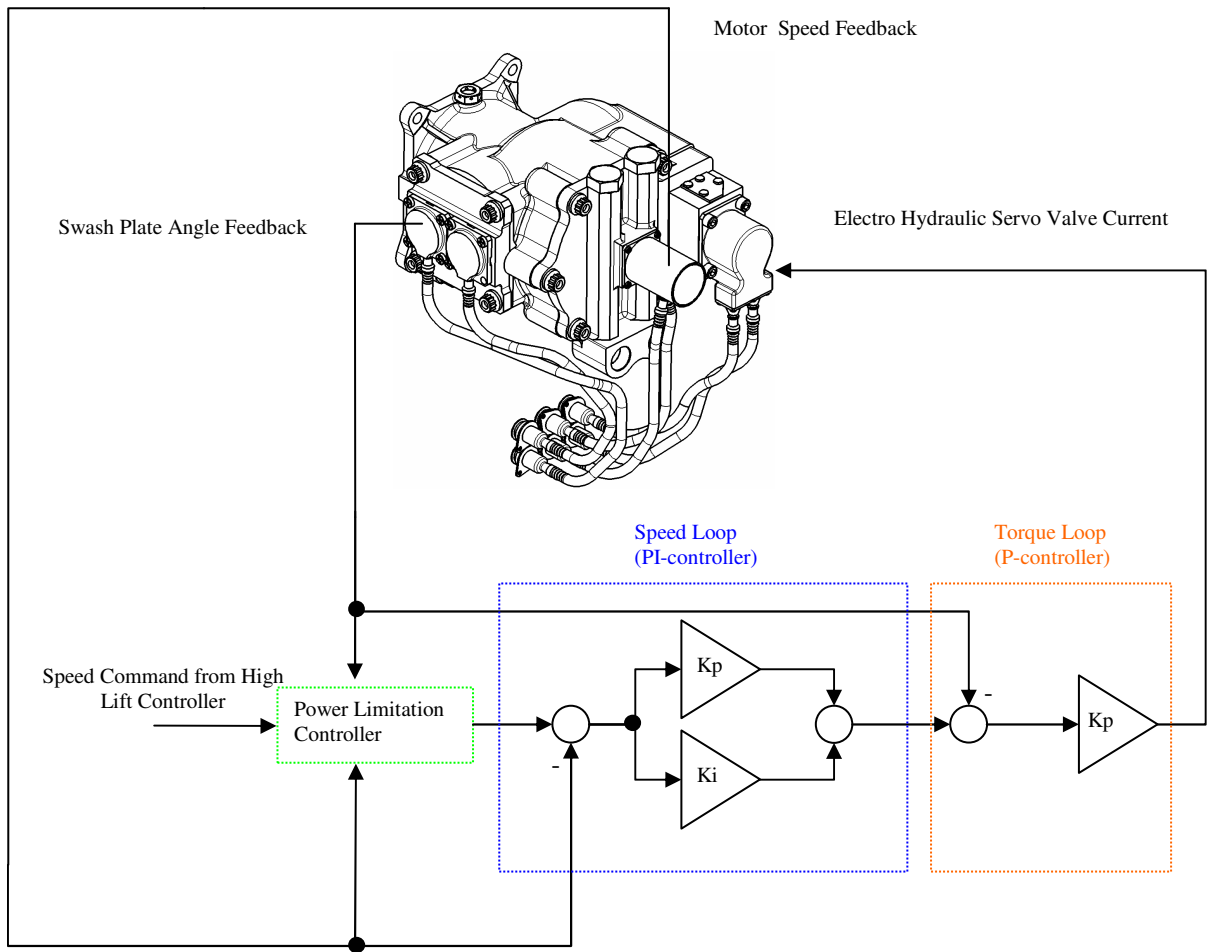 Motor Speed Feedback
Swash Plate Angle Feedback
Electro Hydraulic Servo Valve Current
Speed Loop
(PI-controller)
Torque Loop
(P-controller)
Speed Command from High
Lift Controller
Power Limitation
Controller
Kp
Ki
Kp
-
-